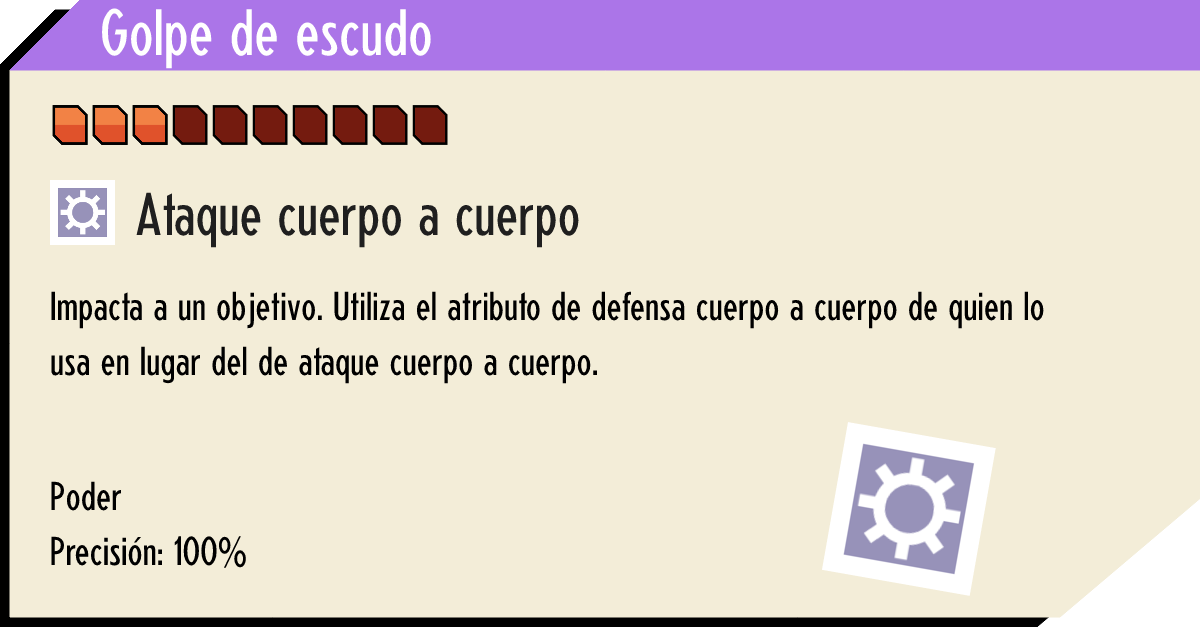 Golpe de escudo
Ataque cuerpo a cuerpo
Impacta a un objetivo. Utiliza el atributo de defensa cuerpo a cuerpo de quien lo
usa en lugar del de ataque cuerpo a cuerpo.
Poder
Precisión: 100%